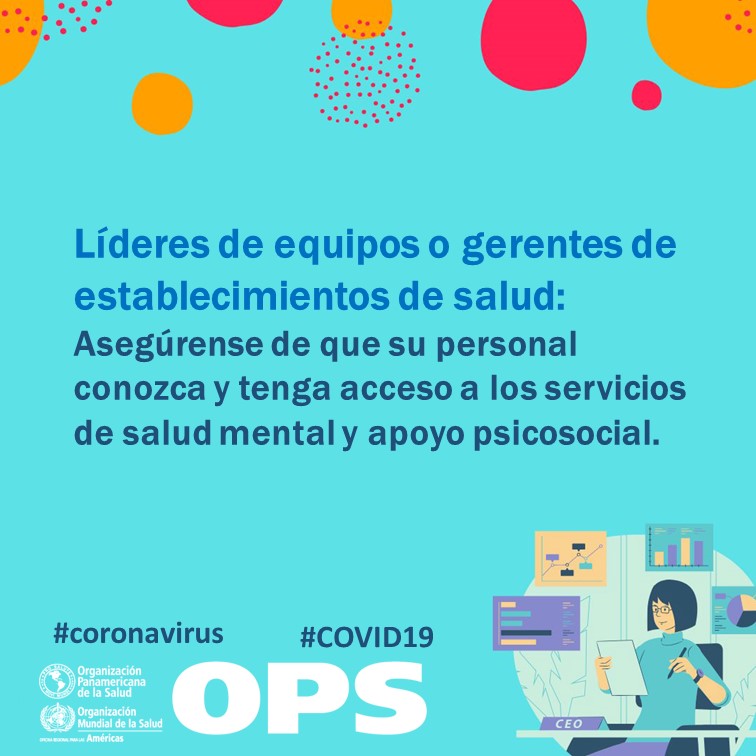 Líderes de equipos o gerentes de
establecimientos de salud:
Asegúrense de que su personal
conozca y tenga acceso a los servicios
de salud mental y apoyo psicosocial.
#coronavirus
#COVID19
Organización
Panamericana
de la Salud
Organización
Mundial de la Salud
OFICINA REGIONAL PARA LAS Américas
OPS
CEO